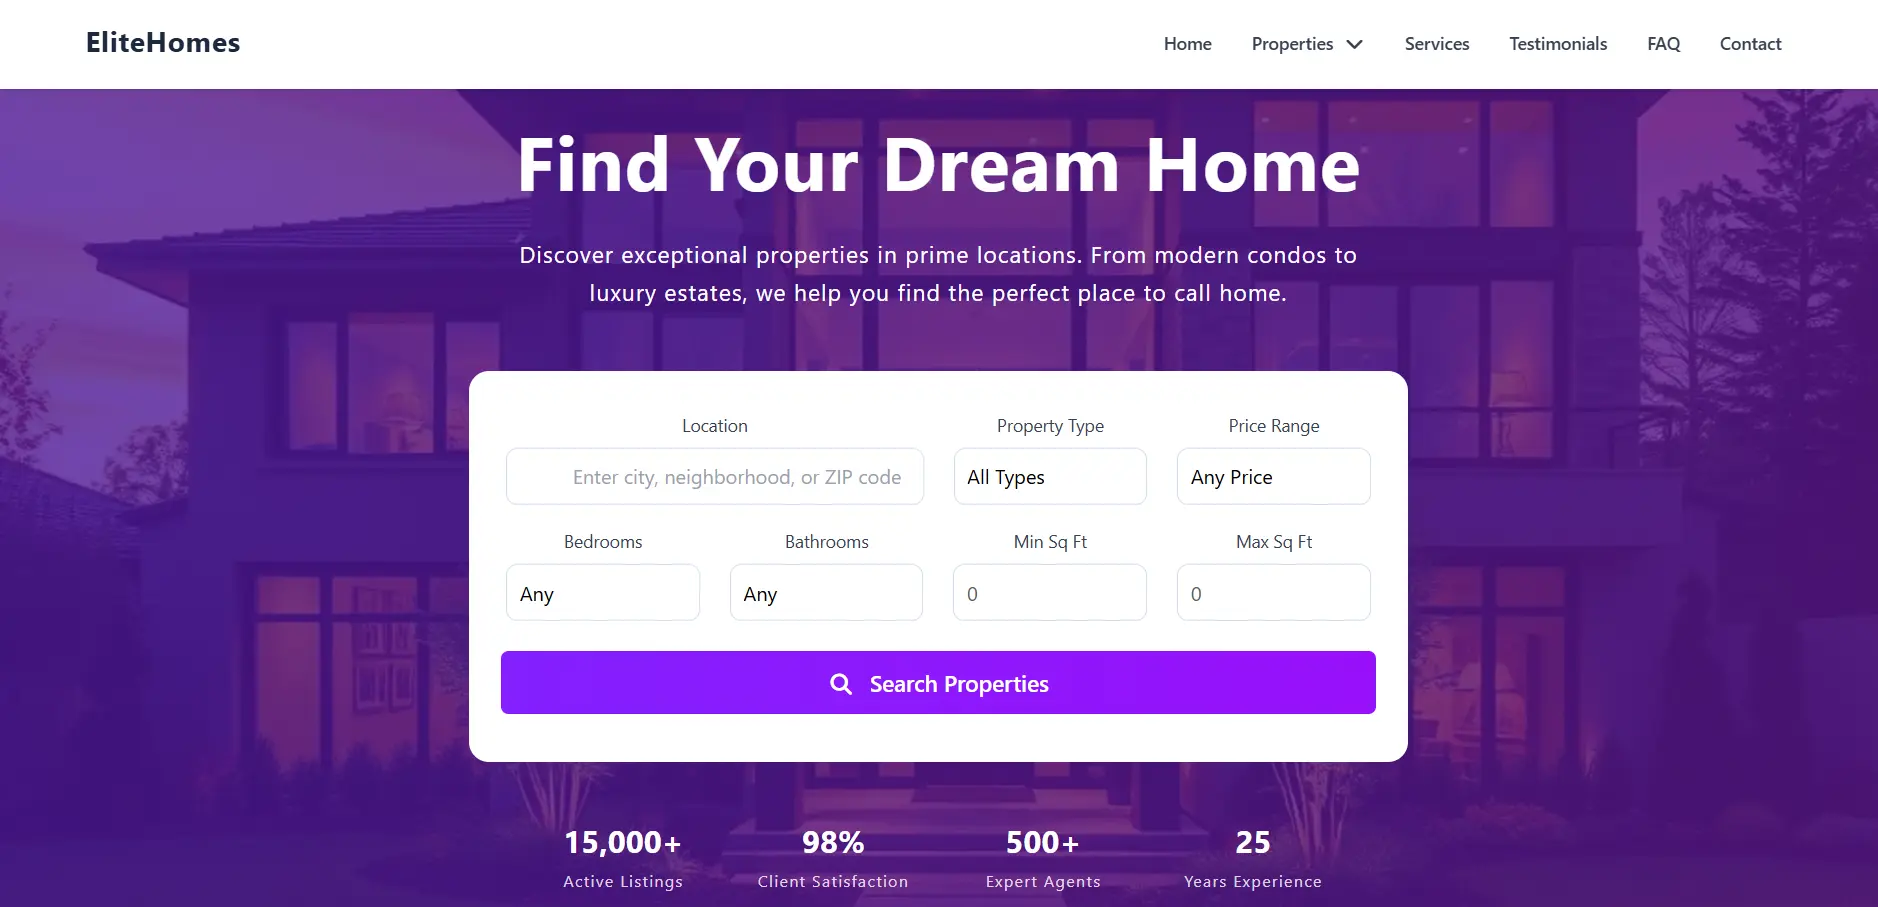 EliteHomes
Home
Properties
Services
Testimonials
FAQ
Contact
Find Your Dream Home
Discover exceptional properties in prime locations. From modern condos to
luxury estates, we help you find the perfect place to call home.
Location
Property Type
Price Range
Enter city, neighborhood, or ZIP code
All Types
Any Price
Bedrooms
Bathrooms
Min Sq Ft
Max Sq Ft
Any
Any
0
0
Search Properties
15,000+
98%
500+
25
Active Listings
Client Satisfaction
Expert Agents
Years Experience